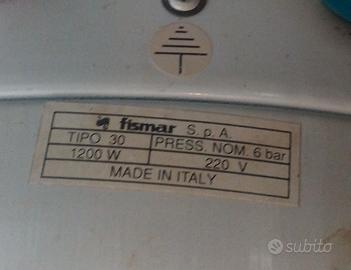 fismar S.p.A.
TIPO 30 PRESS. NOM. 6 bar
1200 W 220 V
MADE IN ITALY
subito